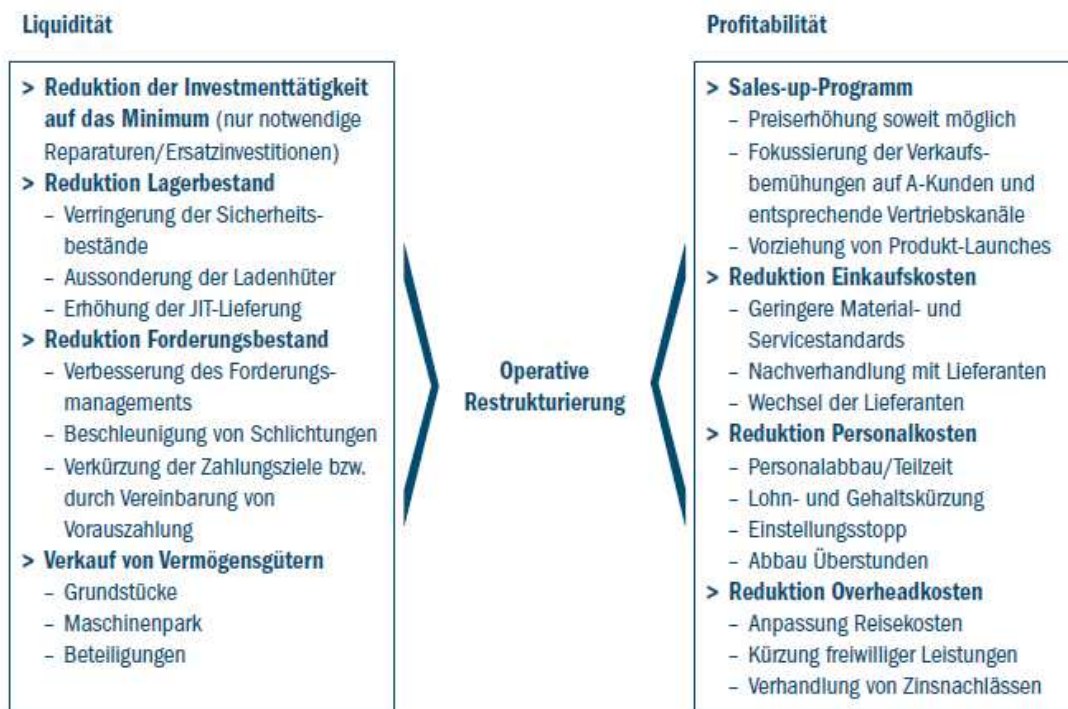 Liquidität
> Reduktion der Investmenttätigkeit
auf das Minimum (nur notwendige
Reparaturen/Ersatzinvestitionen)
> Reduktion Lagerbestand
– Verringerung der Sicherheits-
bestände
– Aussonderung der Ladenhüter
– Erhöhung der JIT-Lieferung
> Reduktion Forderungsbestand
– Verbesserung des Forderungs-
managements
– Beschleunigung von Schlichtungen
– Verkürzung der Zahlungsziele bzw.
durch Vereinbarung von
Vorauszahlung
> Verkauf von Vermögensgütern
– Grundstücke
– Maschinenpark
– Beteiligungen
Operative
Restrukturierung
Profitabilität
> Sales-up-Programm
– Preiserhöhung soweit möglich
– Fokussierung der Verkaufs-
bemühungen auf A-Kunden und
entsprechende Vertriebskanäle
– Vorziehung von Produkt-Launches
> Reduktion Einkaufskosten
– Geringere Material- und
Servicestandards
– Nachverhandlung mit Lieferanten
– Wechsel der Lieferanten
> Reduktion Personalkosten
– Personalabbau/Teilzeit
– Lohn- und Gehaltskürzung
– Einstellungsstopp
– Abbau Überstunden
> Reduktion Overheadkosten
– Anpassung Reisekosten
– Kürzung freiwilliger Leistungen
– Verhandlung von Zinsnachlässen